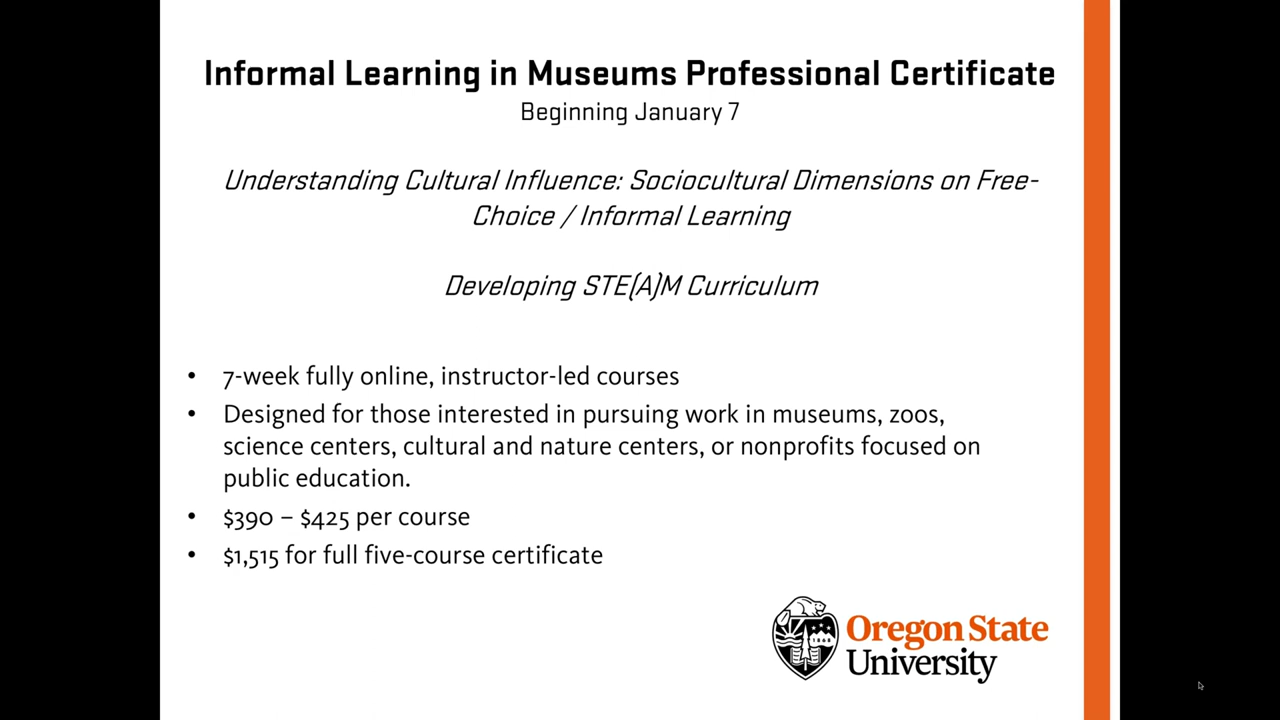 Informal Learning in Museums Professional Certificate
Beginning January 7
Understanding Cultural Influence: Sociocultural Dimensions on Free-
Choice / Informal Learning
Developing STE(A)M Curriculum
• 7-week fully online, instructor-led courses
• Designed for those interested in pursuing work in museums, zoos,
science centers, cultural and nature centers, or nonprofits focused on
public education.
• $390 – $425 per course
• $1,515 for full five-course certificate
1868
Oregon State
University